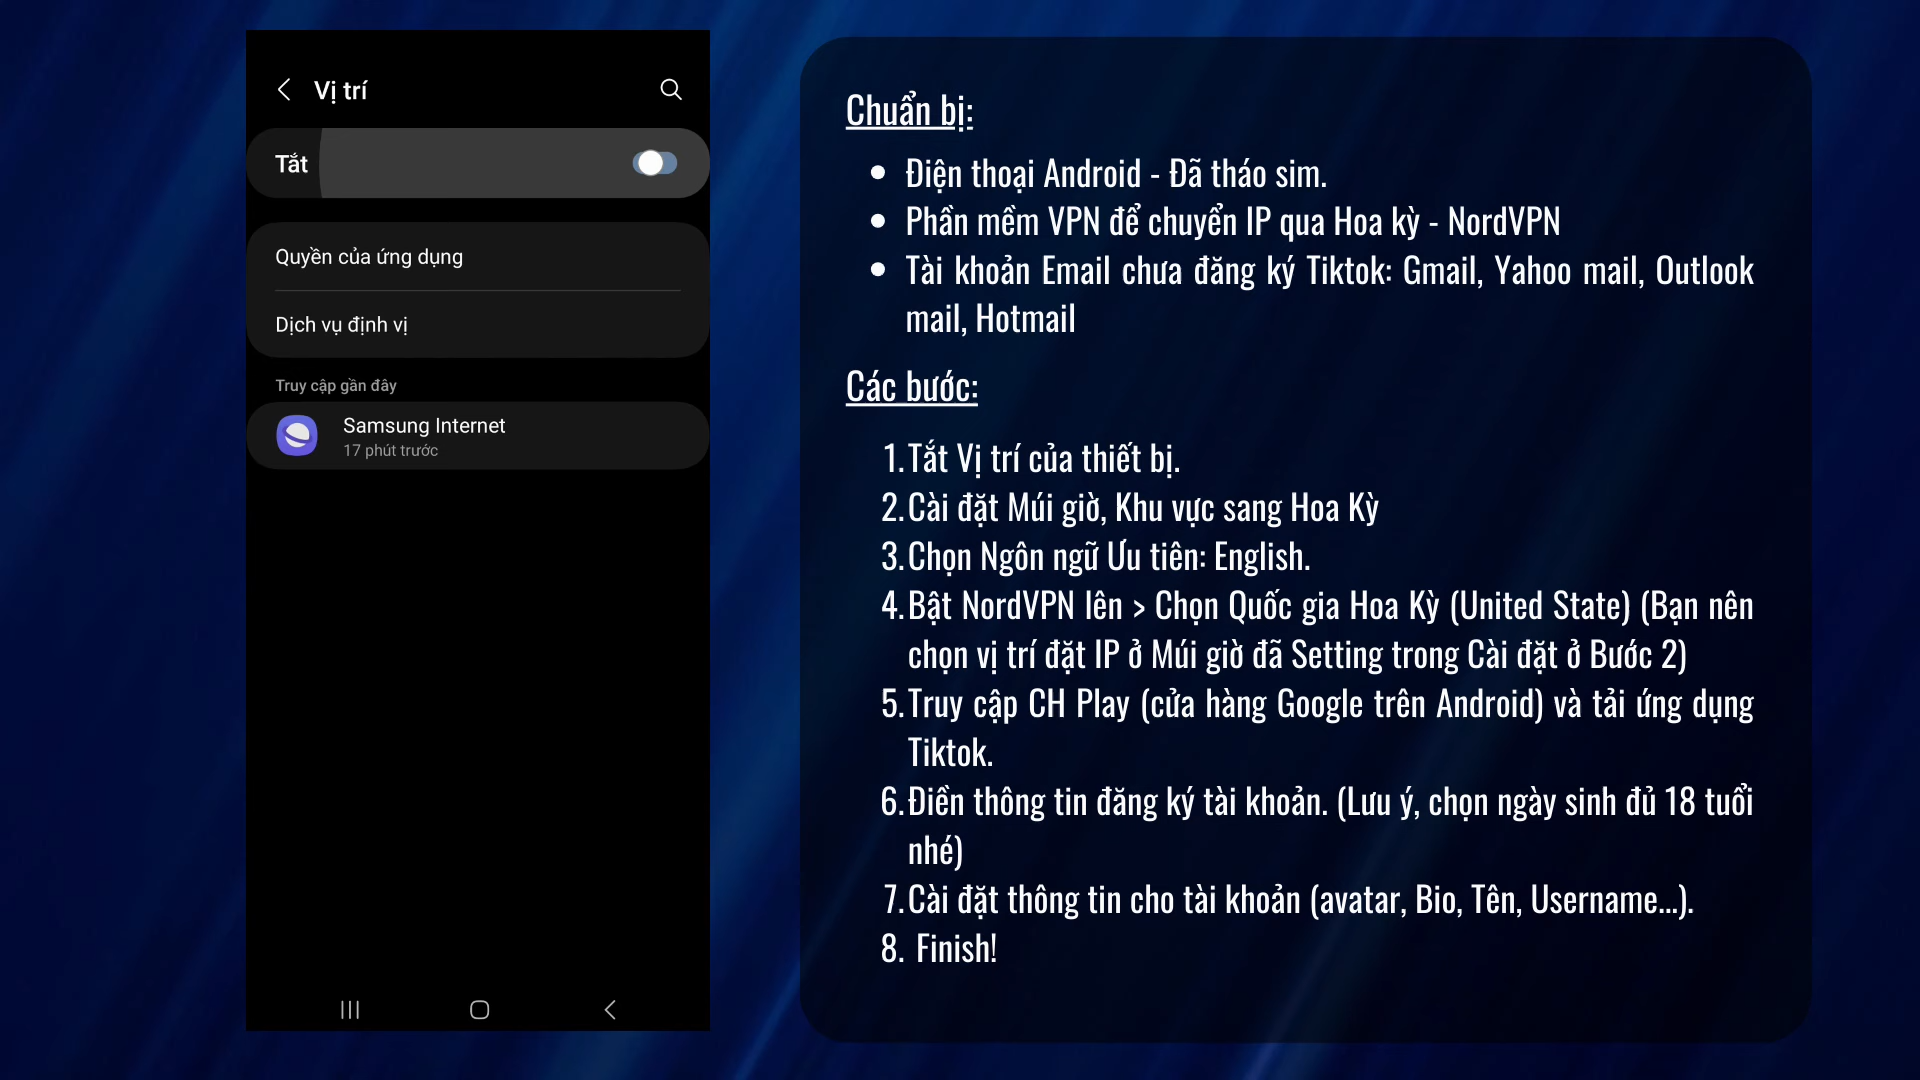 Vị trí
Tắt
Quyền của ứng dụng
Dịch vụ định vị
Truy cập gần đây
Samsung Internet
17 phút trước
Chuẩn bị:
• Điện thoại Android - Đã tháo sim.
• Phần mềm VPN để chuyển IP qua Hoa kỳ - NordVPN
• Tài khoản Email chưa đăng ký Tiktok: Gmail, Yahoo mail, Outlook
mail, Hotmail
Các bước:
1. Tắt Vị trí của thiết bị.
2. Cài đặt Múi giờ, Khu vực sang Hoa Kỳ
3. Chọn Ngôn ngữ Ưu tiên: English.
4. Bật NordVPN lên > Chọn Quốc gia Hoa Kỳ (United State) (Bạn nên
chọn vị trí đặt IP ở Múi giờ đã Setting trong Cài đặt ở Bước 2)
5. Truy cập CH Play (cửa hàng Google trên Android) và tải ứng dụng
Tiktok.
6. Điền thông tin đăng ký tài khoản. (Lưu ý, chọn ngày sinh đủ 18 tuổi
nhé)
7. Cài đặt thông tin cho tài khoản (avatar, Bio, Tên, Username...).
8. Finish!